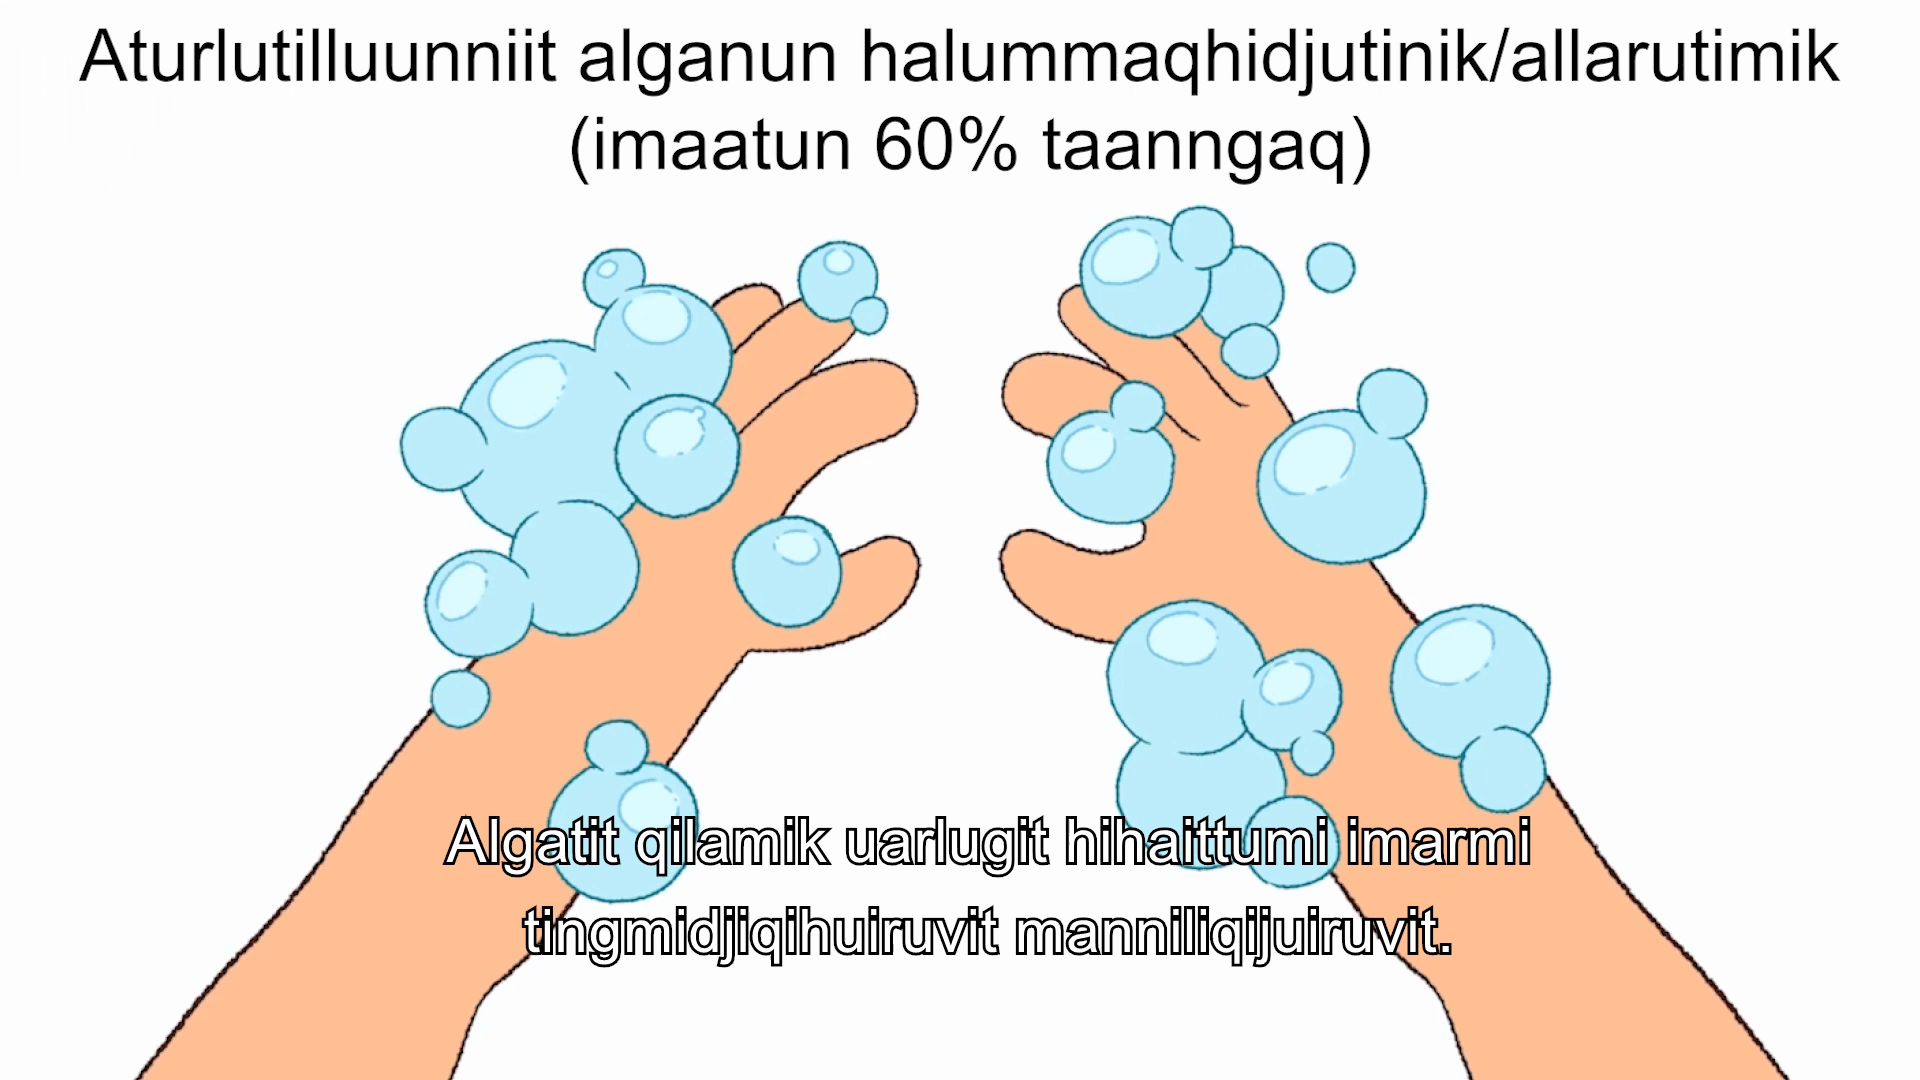 Aturlutilluunniit alganun halummaqhidjutinik/allarutimik
(imaatun 60% taanngaq)
Algatit qilamik uarlugit hihaittumi imarmi
tingmidjiqihuiruvit manniliqijuiruvit.